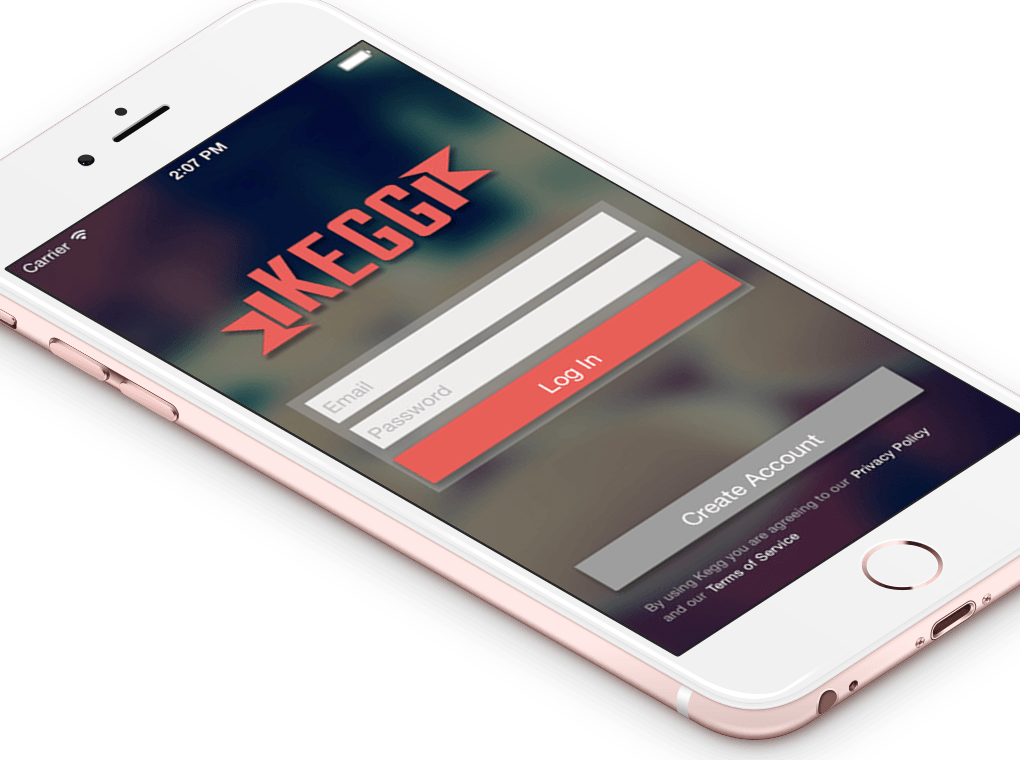 Carrier
2:07 PM
KEGG
Email
Password
Log In
Create Account
By using Kegg you are agreeing to our Privacy Policy
and our Terms of Service